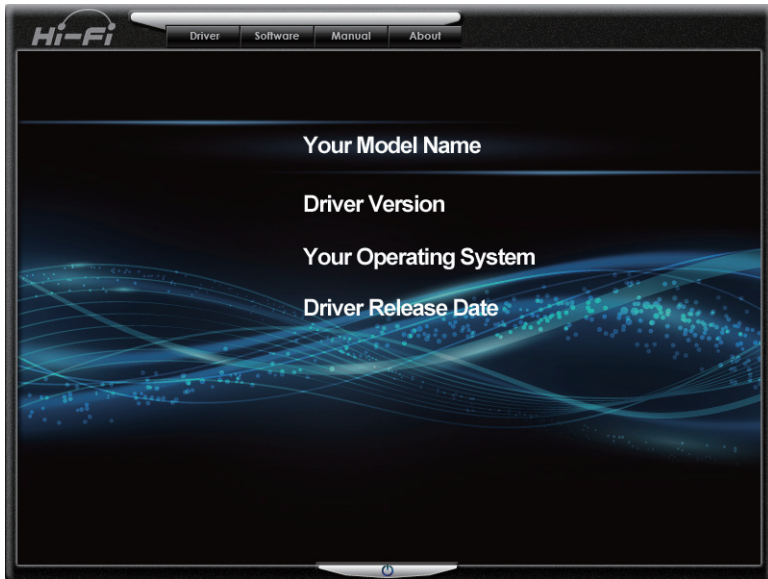 Hi-Fi
Driver Software Manual About
Your Model Name
Driver Version
Your Operating System
Driver Release Date